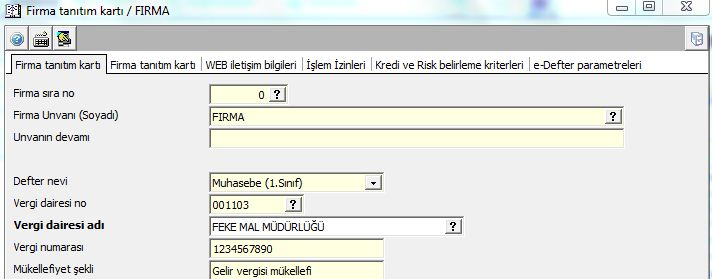 Firma tanıtım kartı / FIRMA
Firma tanıtım kartı Firma tanıtım kartı WEB iletişim bilgileri İşlem İzinleri Kredi ve Risk belirleme kriterleri e-Defter parametreleri
Firma sıra no 0 ?
Firma Unvanı (Soyadı) FIRMA ?
Unvanın devamı
Defter nevi Muhasebe (1.Sınıf)
Vergi dairesi no 001103 ?
Vergi dairesi adı FEKE MAL MÜDÜRLÜĞÜ ?
Vergi numarası 1234567890
Mükellefiyet şekli Gelir vergisi mükellefi